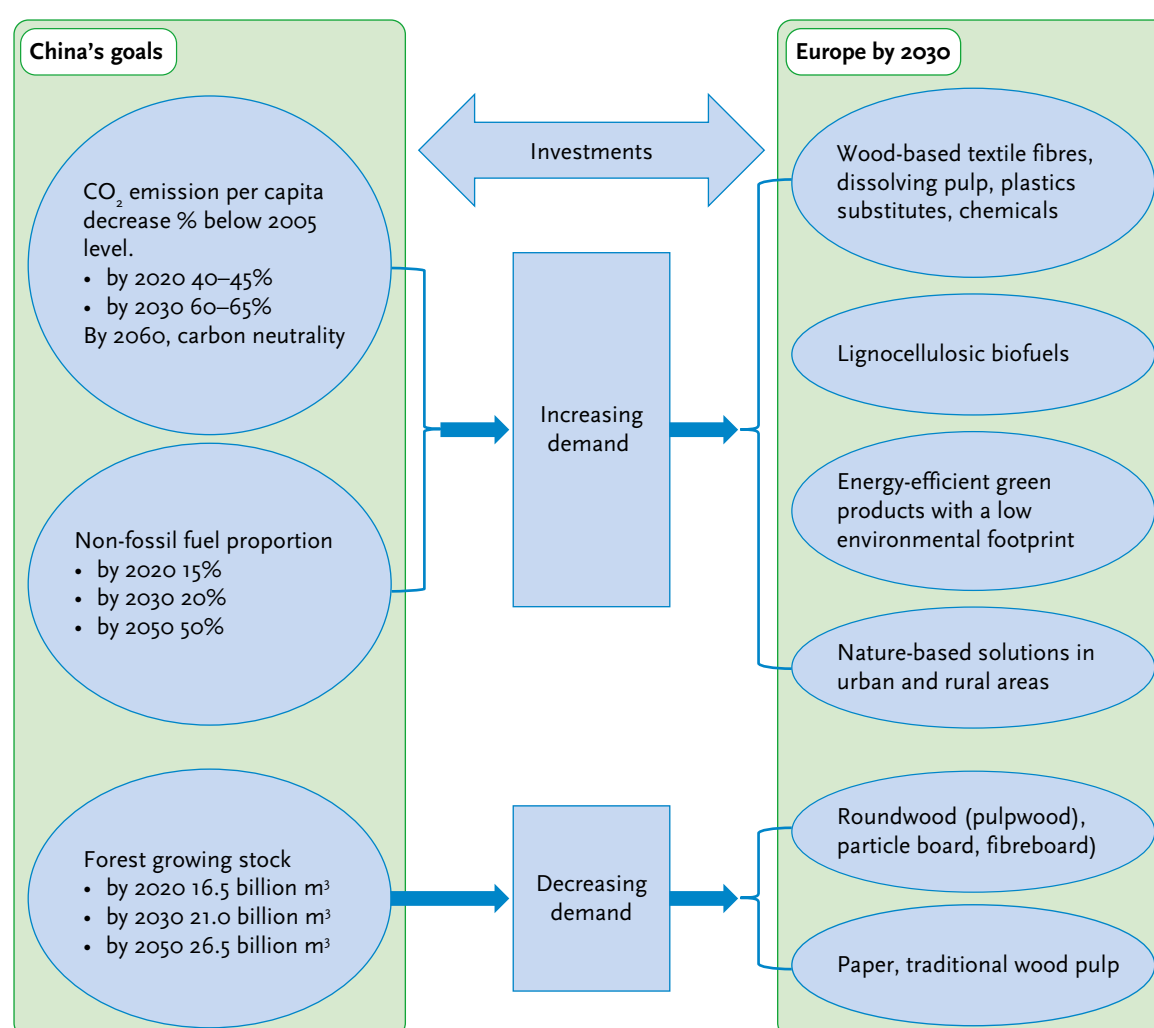 China’s goals
CO₂ emission per capita
decrease % below 2005
level.
• by 2020 40–45%
• by 2030 60–65%
By 2060, carbon neutrality
Non-fossil fuel proportion
• by 2020 15%
• by 2030 20%
• by 2050 50%
Forest growing stock
• by 2020 16.5 billion m³
• by 2030 21.0 billion m³
• by 2050 26.5 billion m³
Investments
Increasing
demand
Decreasing
demand
Europe by 2030
Wood-based textile fibres,
dissolving pulp, plastics
substitutes, chemicals
Lignocellulosic biofuels
Energy-efficient green
products with a low
environmental footprint
Nature-based solutions in
urban and rural areas
Roundwood (pulpwood),
particle board, fibreboard)
Paper, traditional wood pulp